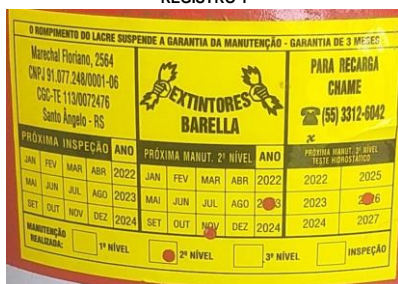 REGISTRO 1
O ROMPIMENTO DO LACRE SUSPENDE A GARANTIA DA MANUTENÇÃO - GARANTIA DE 3 MESES
Marechal Floriano, 2564
CNPJ 91.077.248/0001-06
CGC-TE 113/0072476
Santo Ângelo - RS
EXTINTORES
BARELLA
PARA RECARGA
CHAME
(55) 3312-6042
PRÓXIMA INSPEÇÃO ANO
JAN FEV MAR ABR 2022
MAI JUN JUL AGO 2023
SET OUT NOV DEZ 2024
PRÓXIMA MANUT. 2º NÍVEL ANO
JAN FEV MAR ABR 2022
MAI JUN JUL AGO
SET OUT NOV DEZ 2024
PRÓXIMA MANUT. 3º NÍVEL
TESTE HIDROSTÁTICO
2022 2025
2023
2024 2027
MANUTENÇÃO
REALIZADA:
1º NÍVEL 2º NÍVEL 3º NÍVEL INSPEÇÃO